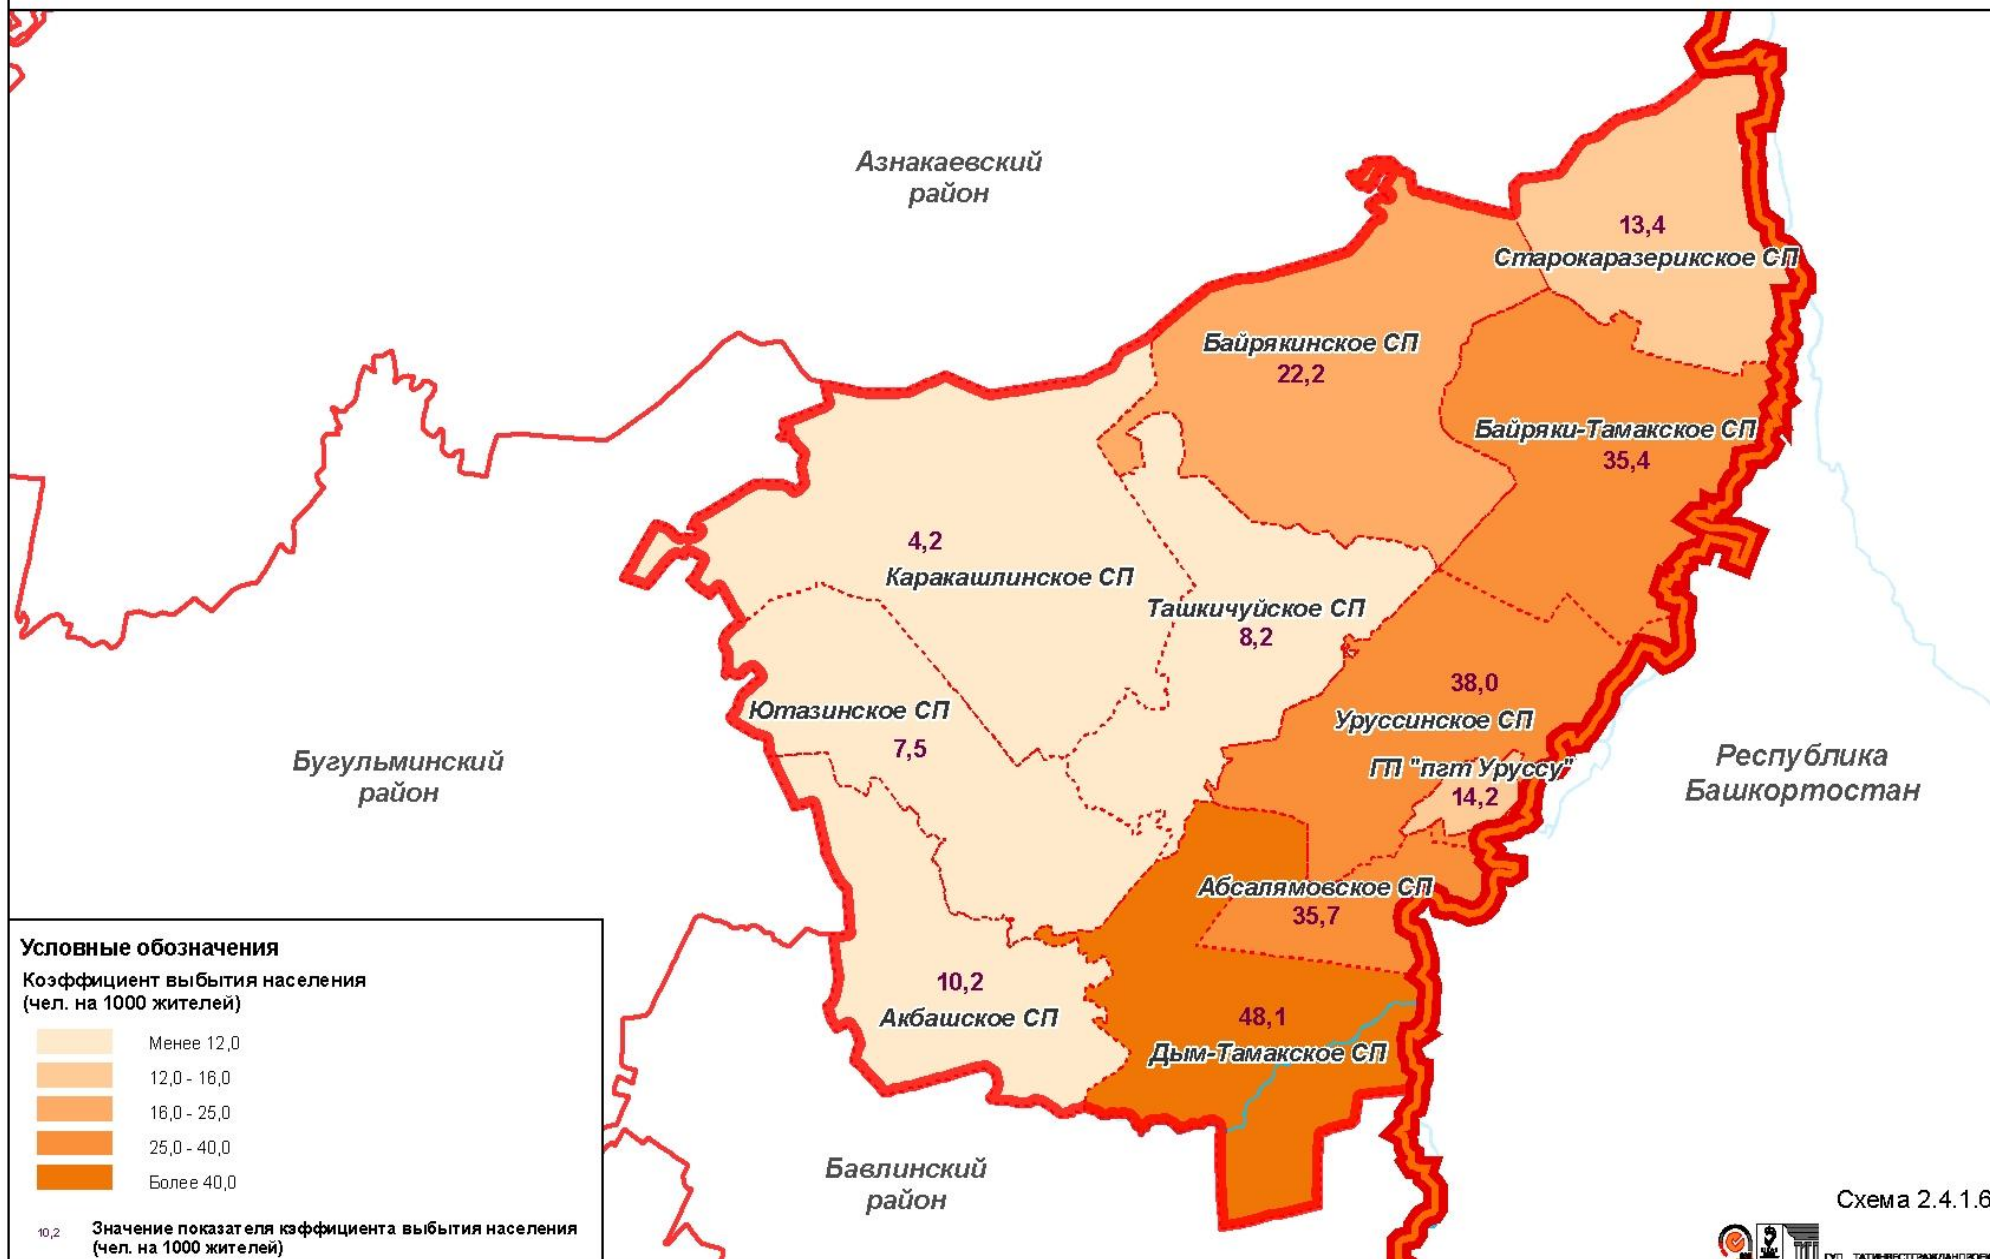 Азнакаевский
район
13,4
Старокаразерикское СП
Байрякинское СП
22,2
Байряки-Тамакское СП
35,4
4,2
Каракашлинское СП
Ташкичуйское СП
8,2
38,0
Уруссинское СП
Ютазинское СП
7,5
ГП "пгт Уруссу"
14,2
Бугульминский
район
Республика
Башкортостан
Абсалямовское СП
35,7
10,2
Акбашское СП
48,1
Дым-Тамакское СП
Бавлинский
район
Условные обозначения
Коэффициент выбытия населения
(чел. на 1000 жителей)
Менее 12,0
12,0 - 16,0
16,0 - 25,0
25,0 - 40,0
Более 40,0
10,2 Значение показателя кэффициента выбытия населения
(чел. на 1000 жителей)
Схема 2.4.1.6